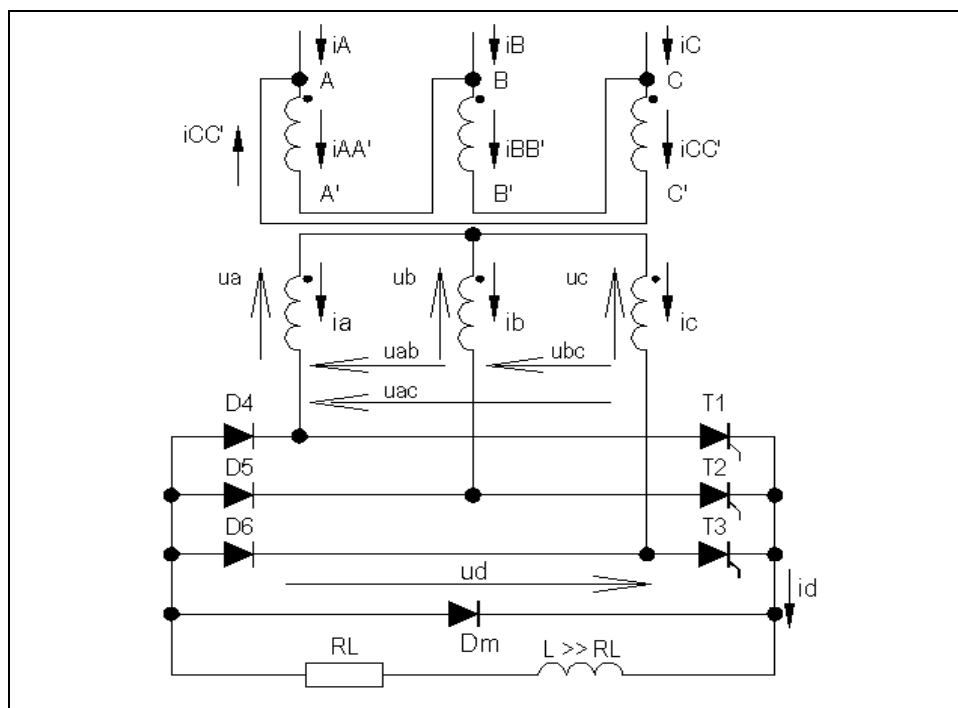 iA iB iC
A B C
iCC' iAA' iBB' iCC'
A' B' C'
ua ub uc
ia ib ic
uab ubc
uac
D4 T1
D5 T2
D6 T3
ud id
Dm
RL L >> RL